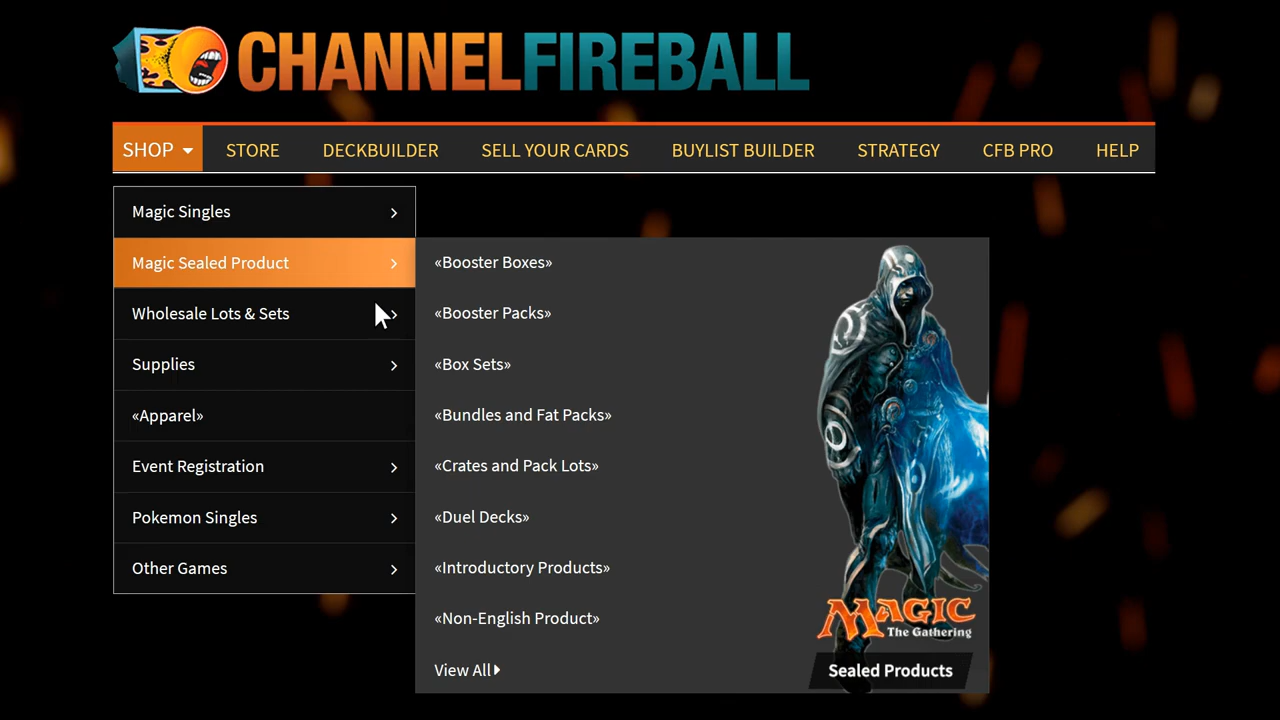 CHANNELFIREBALL
SHOP
STORE
DECKBUILDER
SELL YOUR CARDS
BUYLIST BUILDER
STRATEGY
CFB PRO
HELP
Magic Singles
Magic Sealed Product
Wholesale Lots & Sets
Supplies
«Apparel»
Event Registration
Pokemon Singles
Other Games
«Booster Boxes»
«Booster Packs»
«Box Sets»
«Bundles and Fat Packs»
«Crates and Pack Lots»
«Duel Decks»
«Introductory Products»
«Non-English Product»
View All
MAGIC
The Gathering
Sealed Products